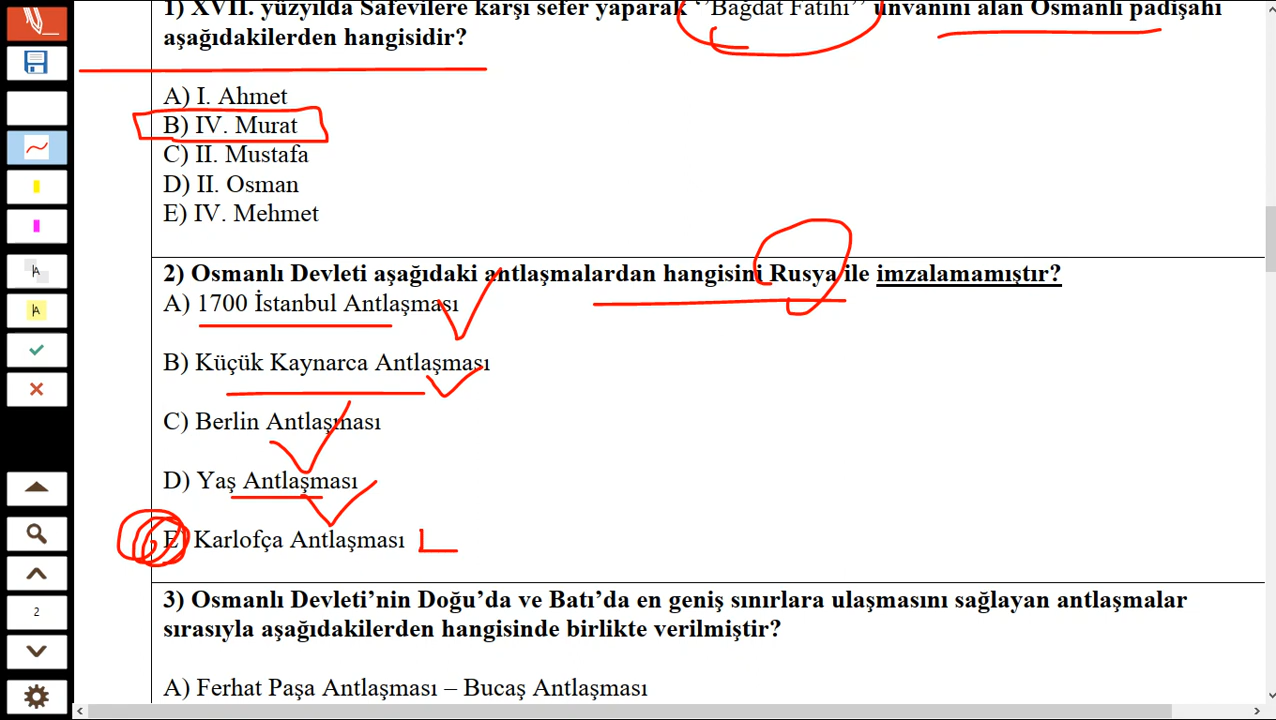 1) XVII. yüzyılda Safevilere karşı sefer yaparak ‘’Bağdat Fatihi’’ unvanını alan Osmanlı padişahı
aşağıdakilerden hangisidir?
A) I. Ahmet
B) IV. Murat
C) II. Mustafa
D) II. Osman
E) IV. Mehmet
2) Osmanlı Devleti aşağıdaki antlaşmalardan hangisini Rusya ile imzalamamıştır?
A) 1700 İstanbul Antlaşması
B) Küçük Kaynarca Antlaşması
C) Berlin Antlaşması
D) Yaş Antlaşması
E) Karlofça Antlaşması
3) Osmanlı Devleti’nin Doğu’da ve Batı’da en geniş sınırlara ulaşmasını sağlayan antlaşmalar
sırasıyla aşağıdakilerden hangisinde birlikte verilmiştir?
A) Ferhat Paşa Antlaşması – Bucaş Antlaşması
A
A
2